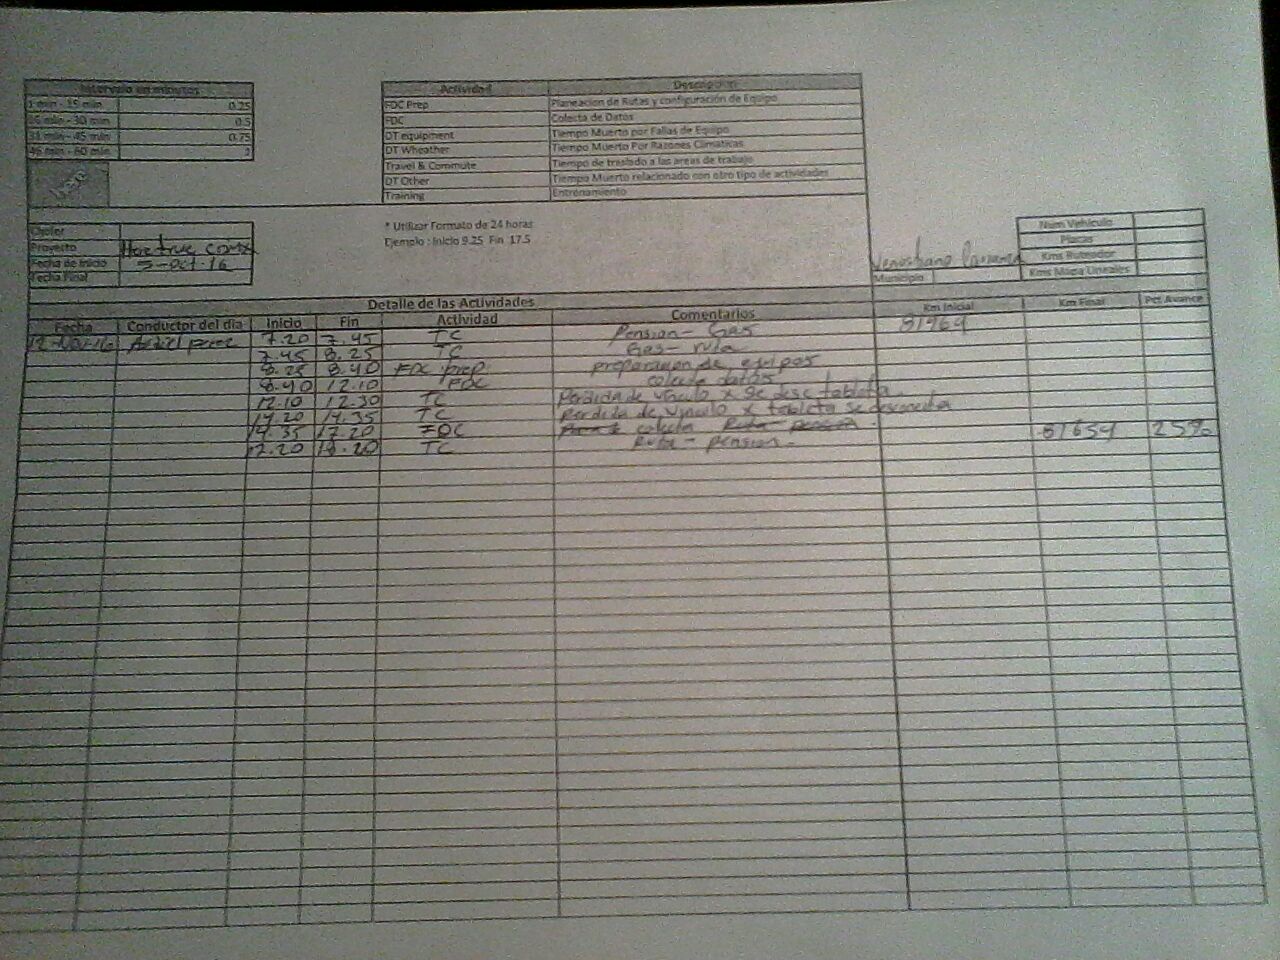 Intervalo en minutos
1 min - 15 min 0.25
16 min - 30 min 0.5
31 min - 45 min 0.75
46 min - 60 min 1
Actividad Descripcion
FDC Prep Planeacion de Rutas y configuración de Equipo
FDC Colecta de Datos
DT equipment Tiempo Muerto por Fallas de Equipo
DT Wheather Tiempo Muerto Por Razones Climaticas
Travel & Commute Tiempo de traslado a las areas de trabajo
DT Other Tiempo Muerto relacionado con otro tipo de actividades
Training Entrenamiento
here
* Utilizar Formato de 24 horas
Ejemplo : Inicio 9.25 Fin 17.5
Chofer
Proyecto Here true
Fecha de Inicio 5-oct-16
Fecha Final
Num Vehiculo
Placas
Kms Ruteador
Kms Mapa Lineales
Venustiano Carranza
Municipio
Detalle de las Actividades
Fecha Conductor del dia Inicio Fin Actividad Comentarios Km Inicial Km Final Pct Avance
12-Nov-16 perez 7.20 7.45 TC Pension - Gas 81464
7.45 8.25 TC Gas - ruta
8.25 8.40 FDC prep. preparacion de equipos
8.40 12.10 FDC colecta datos
12.10 12.30 TC Perdida de vinculo x se desc tableta
14.20 14.35 TC Perdida de vinculo x tableta se desconecta
14.35 17.20 FDC colecta Ruta - pension . 81654 25%
17.20 18.20 TC Ruta - pension -